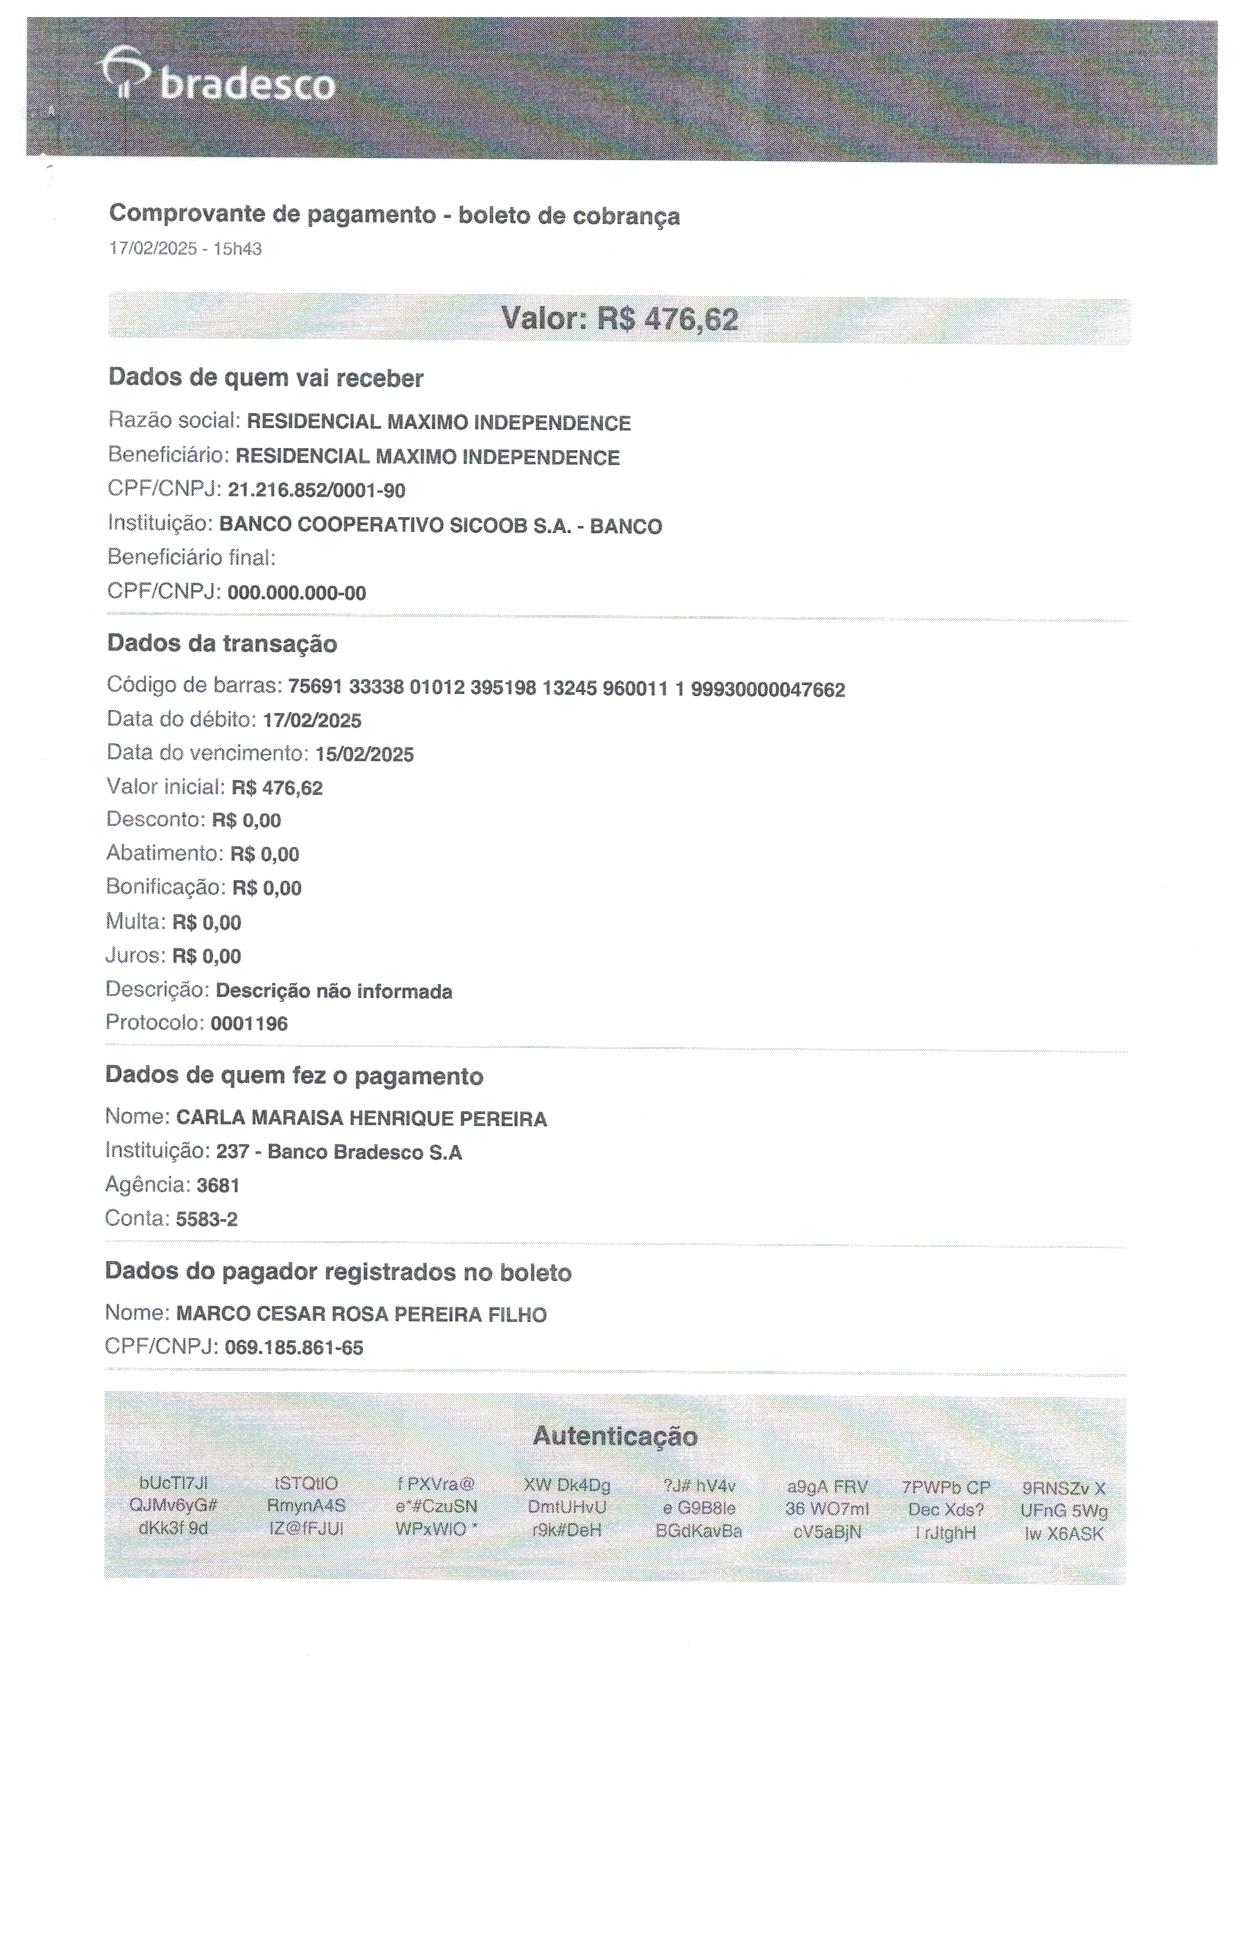 bradesco
Comprovante de pagamento - boleto de cobrança
17/02/2025 - 15h43
Valor: R$ 476,62
Dados de quem vai receber
Razão social: RESIDENCIAL MAXIMO INDEPENDENCE
Beneficiário: RESIDENCIAL MAXIMO INDEPENDENCE
CPF/CNPJ: 21.216.852/0001-90
Instituição: BANCO COOPERATIVO SICOOB S.A. - BANCO
Beneficiário final:
CPF/CNPJ: 000.000.000-00
Dados da transação
Código de barras: 75691 33338 01012 395198 13245 960011 1 99930000047662
Data do débito: 17/02/2025
Data do vencimento: 15/02/2025
Valor inicial: R$ 476,62
Desconto: R$ 0,00
Abatimento: R$ 0,00
Bonificação: R$ 0,00
Multa: R$ 0,00
Juros: R$ 0,00
Descrição: Descrição não informada
Protocolo: 0001196
Dados de quem fez o pagamento
Nome: CARLA MARAISA HENRIQUE PEREIRA
Instituição: 237 - Banco Bradesco S.A
Agência: 3681
Conta: 5583-2
Dados do pagador registrados no boleto
Nome: MARCO CESAR ROSA PEREIRA FILHO
CPF/CNPJ: 069.185.861-65
Autenticação
bUcTI7JI tSTQtIO f PXVra@ XW Dk4Dg ?J# hV4v a9gA FRV 7PWPb CP 9RNSZv X
QJMv6yG# RmynA4S e*#CzuSN DmtUHvU e G9B8Ie 36 WO7mI Dec Xds? UFnG 5Wg
dKk3f 9d IZ@fFJUI WPxWIO * r9k#DeH BGdKavBa cV5aBjN I rJtghH Iw X6ASK